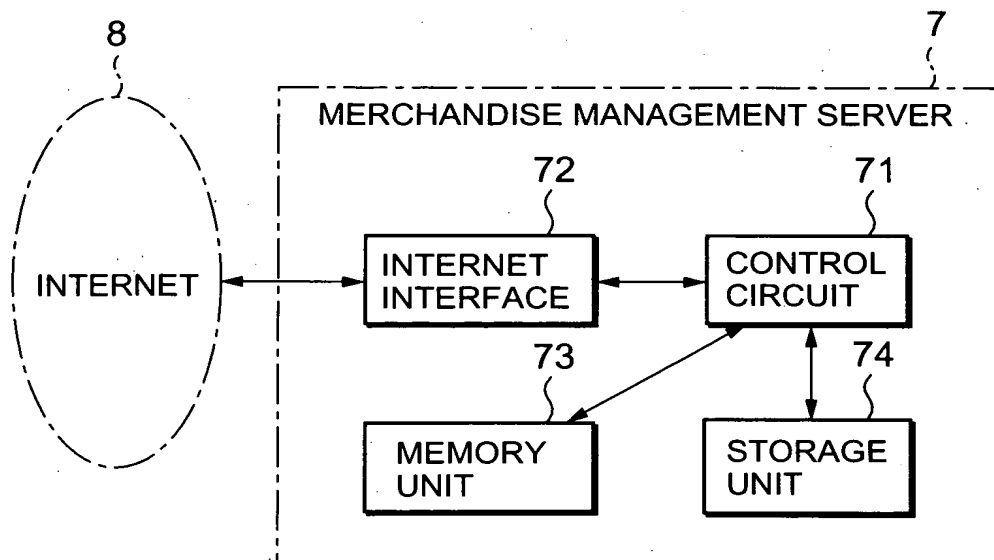 8
7
MERCHANDISE MANAGEMENT SERVER
72
71
INTERNET
INTERNET
INTERFACE
CONTROL
CIRCUIT
73
74
MEMORY
UNIT
STORAGE
UNIT